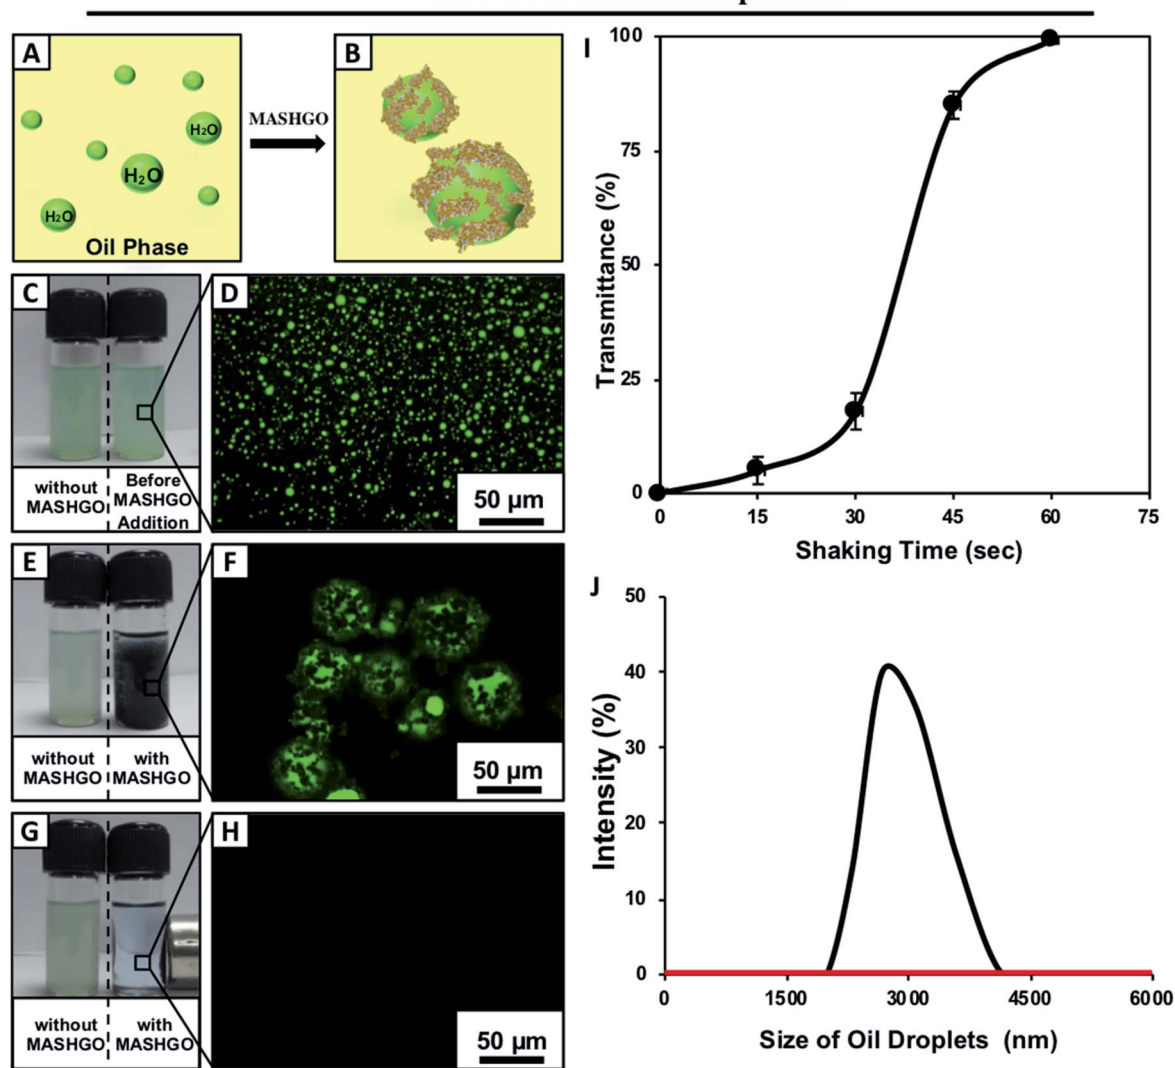 A
H₂O
H₂O
H₂O
Oil Phase
MASHGO
B
C
without
MASHGO
Before
MASHGO
Addition
D
50 µm
E
without
MASHGO
with
MASHGO
F
50 µm
G
without
MASHGO
with
MASHGO
H
50 µm
I
Transmittance (%)
100
75
50
25
0
0 15 30 45 60 75
Shaking Time (sec)
J
Intensity (%)
50
40
30
20
10
0
0 1500 3000 4500 6000
Size of Oil Droplets (nm)